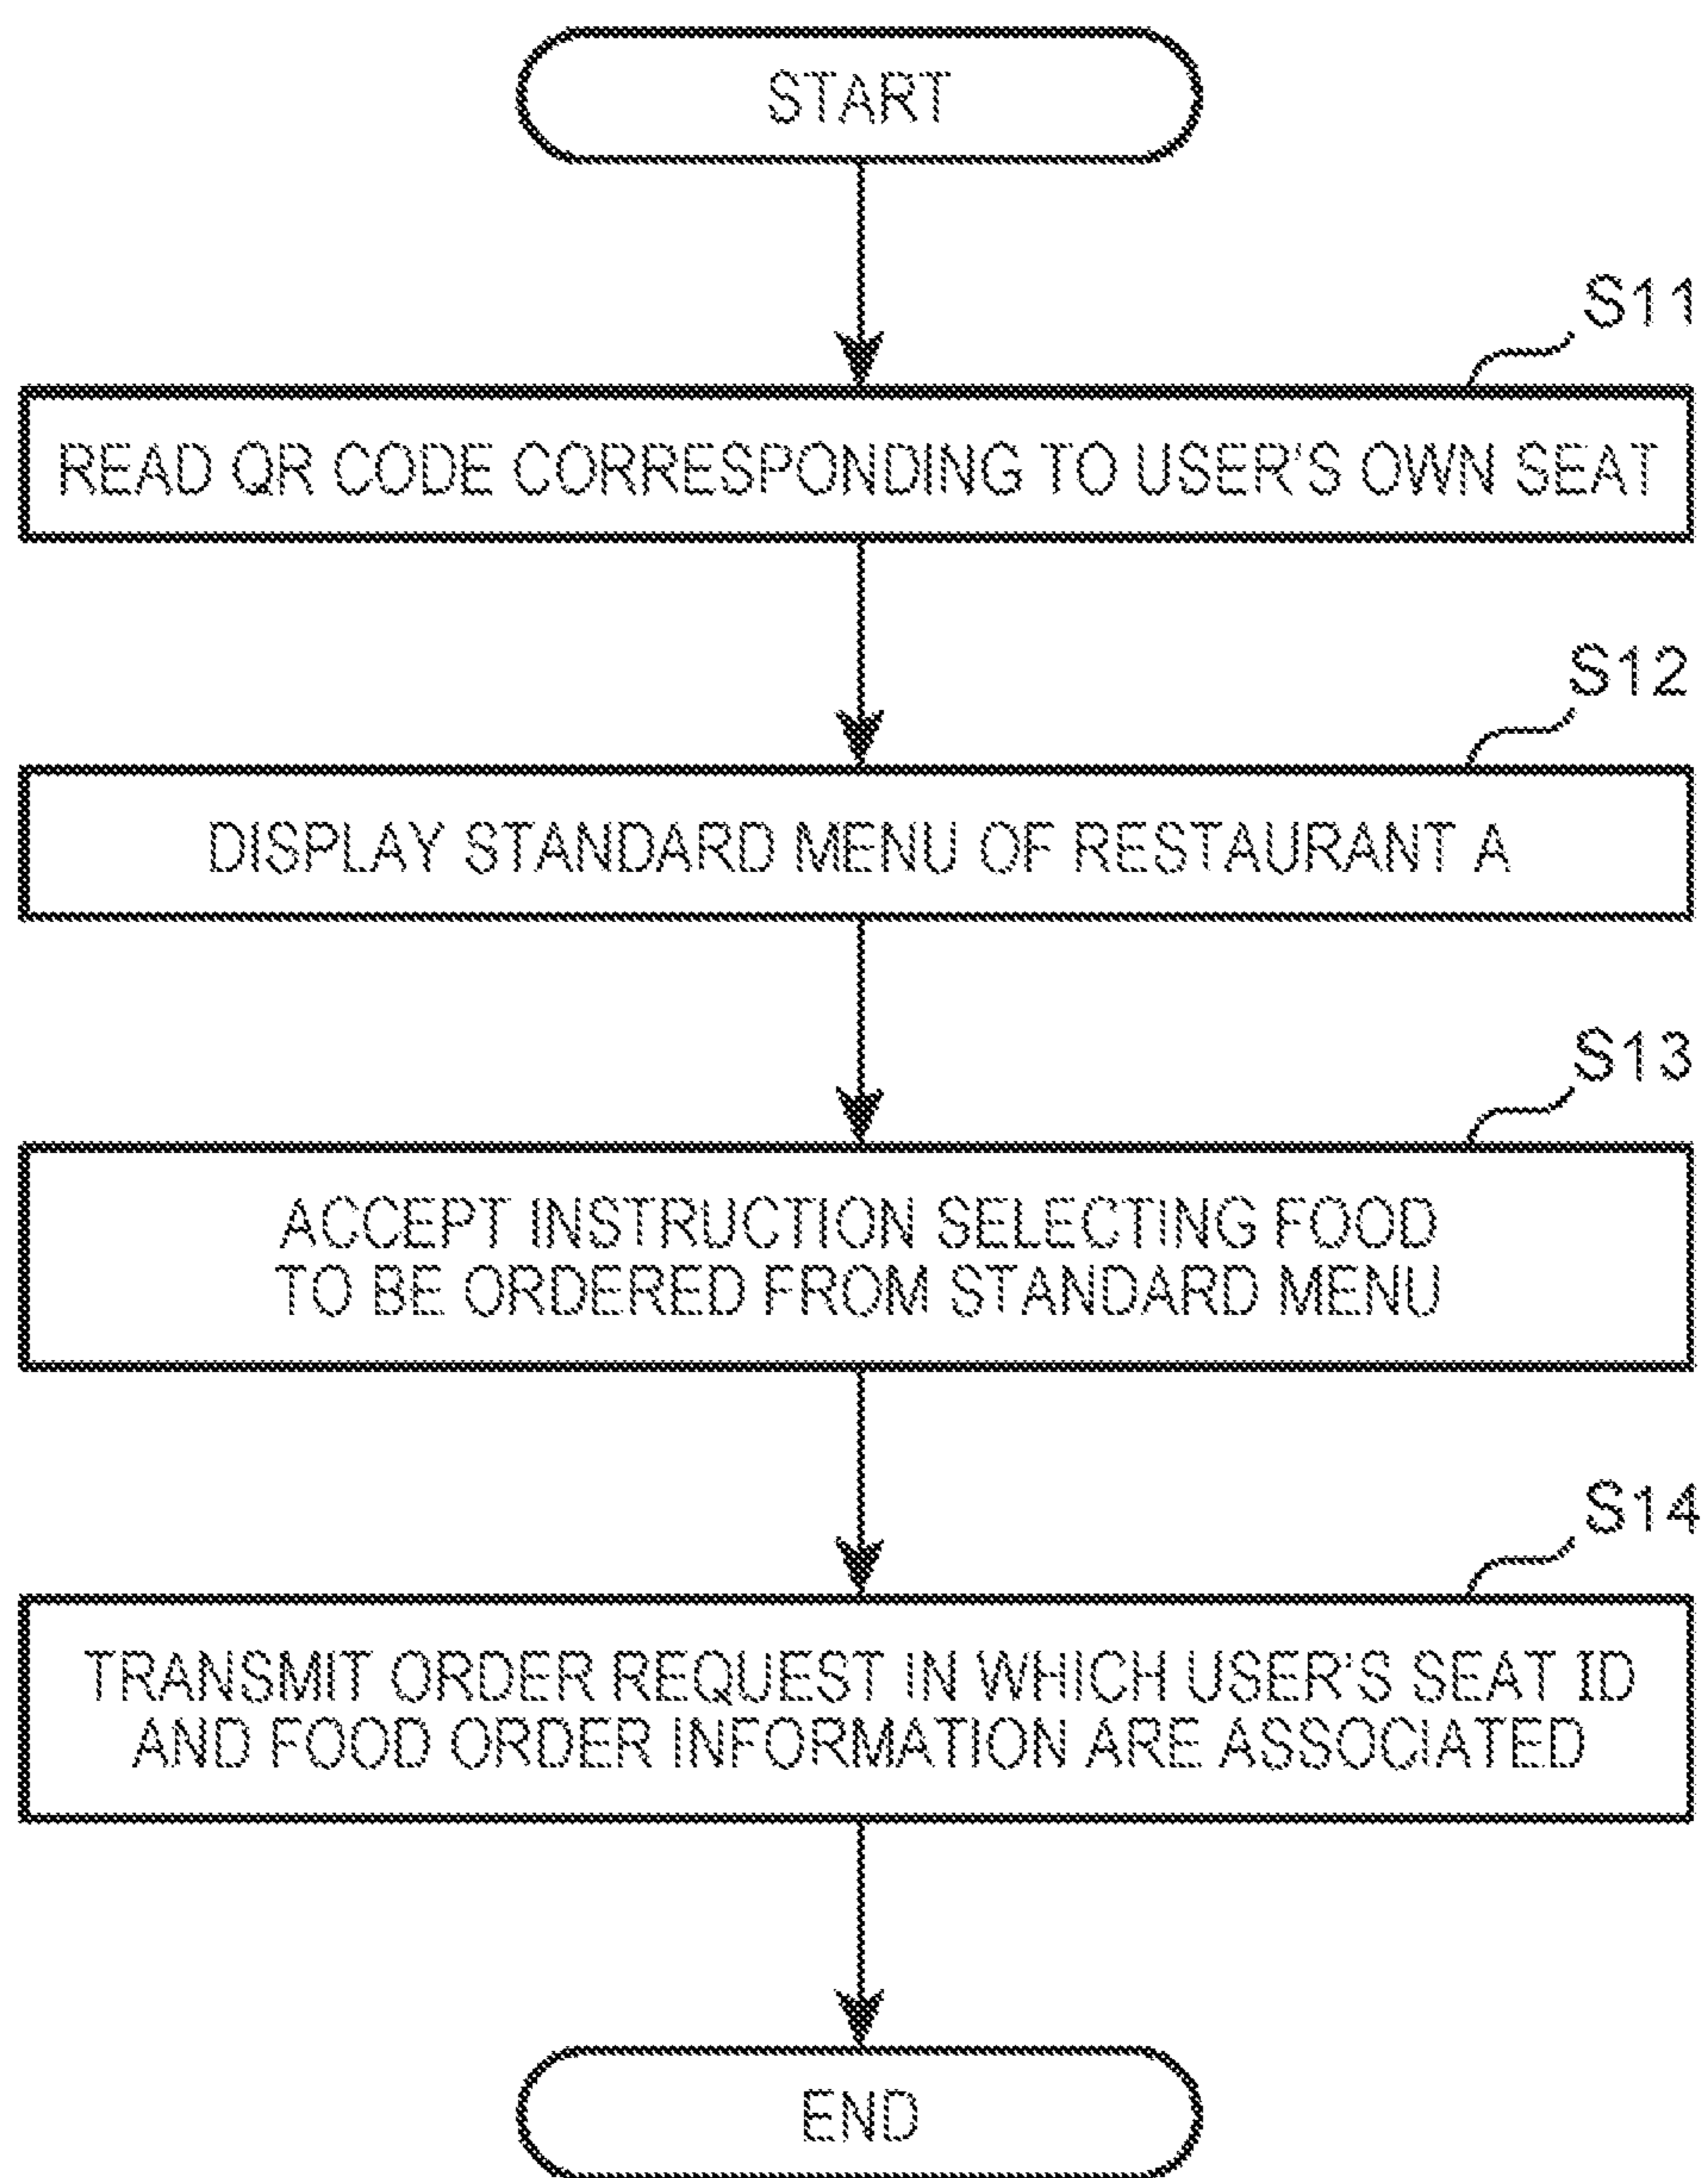 START
S11
READ QR CODE CORRESPONDING TO USER'S OWN SEAT
S12
DISPLAY STANDARD MENU OF RESTAURANT A
S13
ACCEPT INSTRUCTION SELECTING FOOD
TO BE ORDERED FROM STANDARD MENU
S14
TRANSMIT ORDER REQUEST IN WHICH USER'S SEAT ID
AND FOOD ORDER INFORMATION ARE ASSOCIATED
END